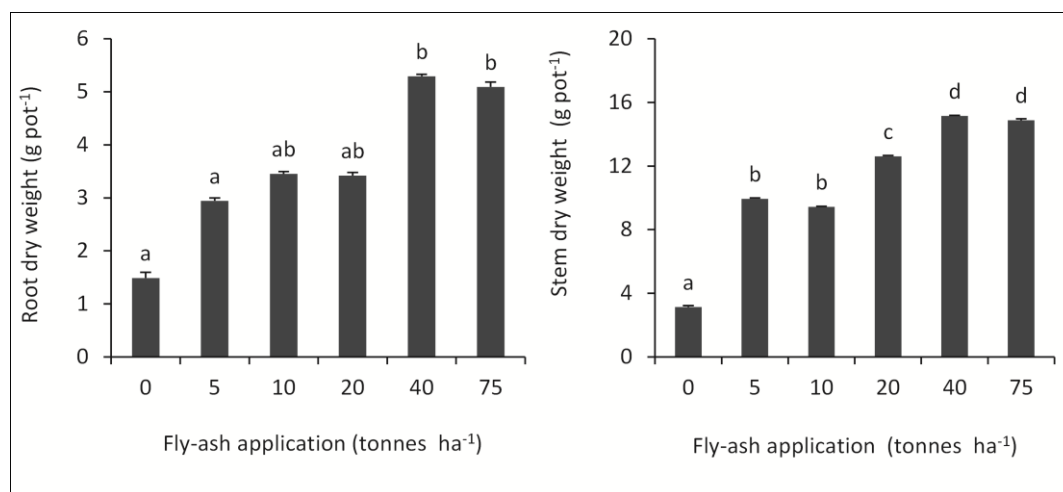 Root dry weight (g pot⁻¹)
6
5
4
3
2
1
0
a
a
ab
ab
b
b
0 5 10 20 40 75
Fly-ash application (tonnes ha⁻¹)
Stem dry weight (g pot⁻¹)
20
16
12
8
4
0
a
b
b
c
d
d
0 5 10 20 40 75
Fly-ash application (tonnes ha⁻¹)